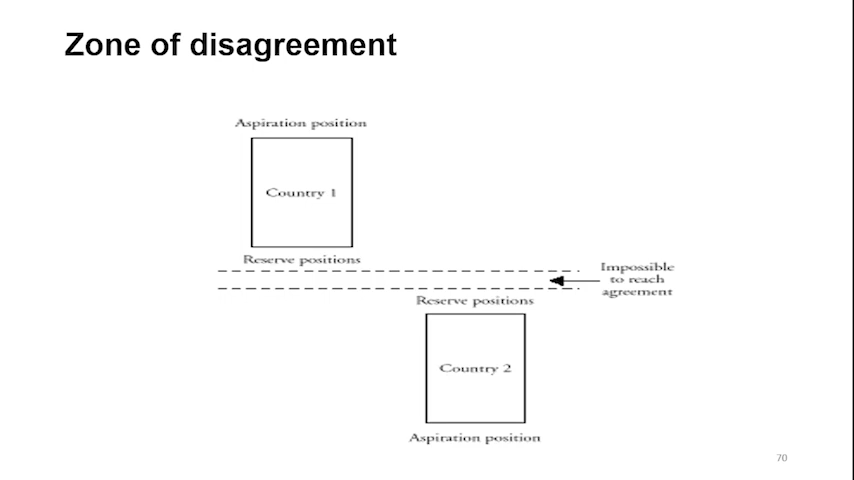 Zone of disagreement
Aspiration position
Country 1
Reserve positions
Impossible
to reach
agreement
Reserve positions
Country 2
Aspiration position
70